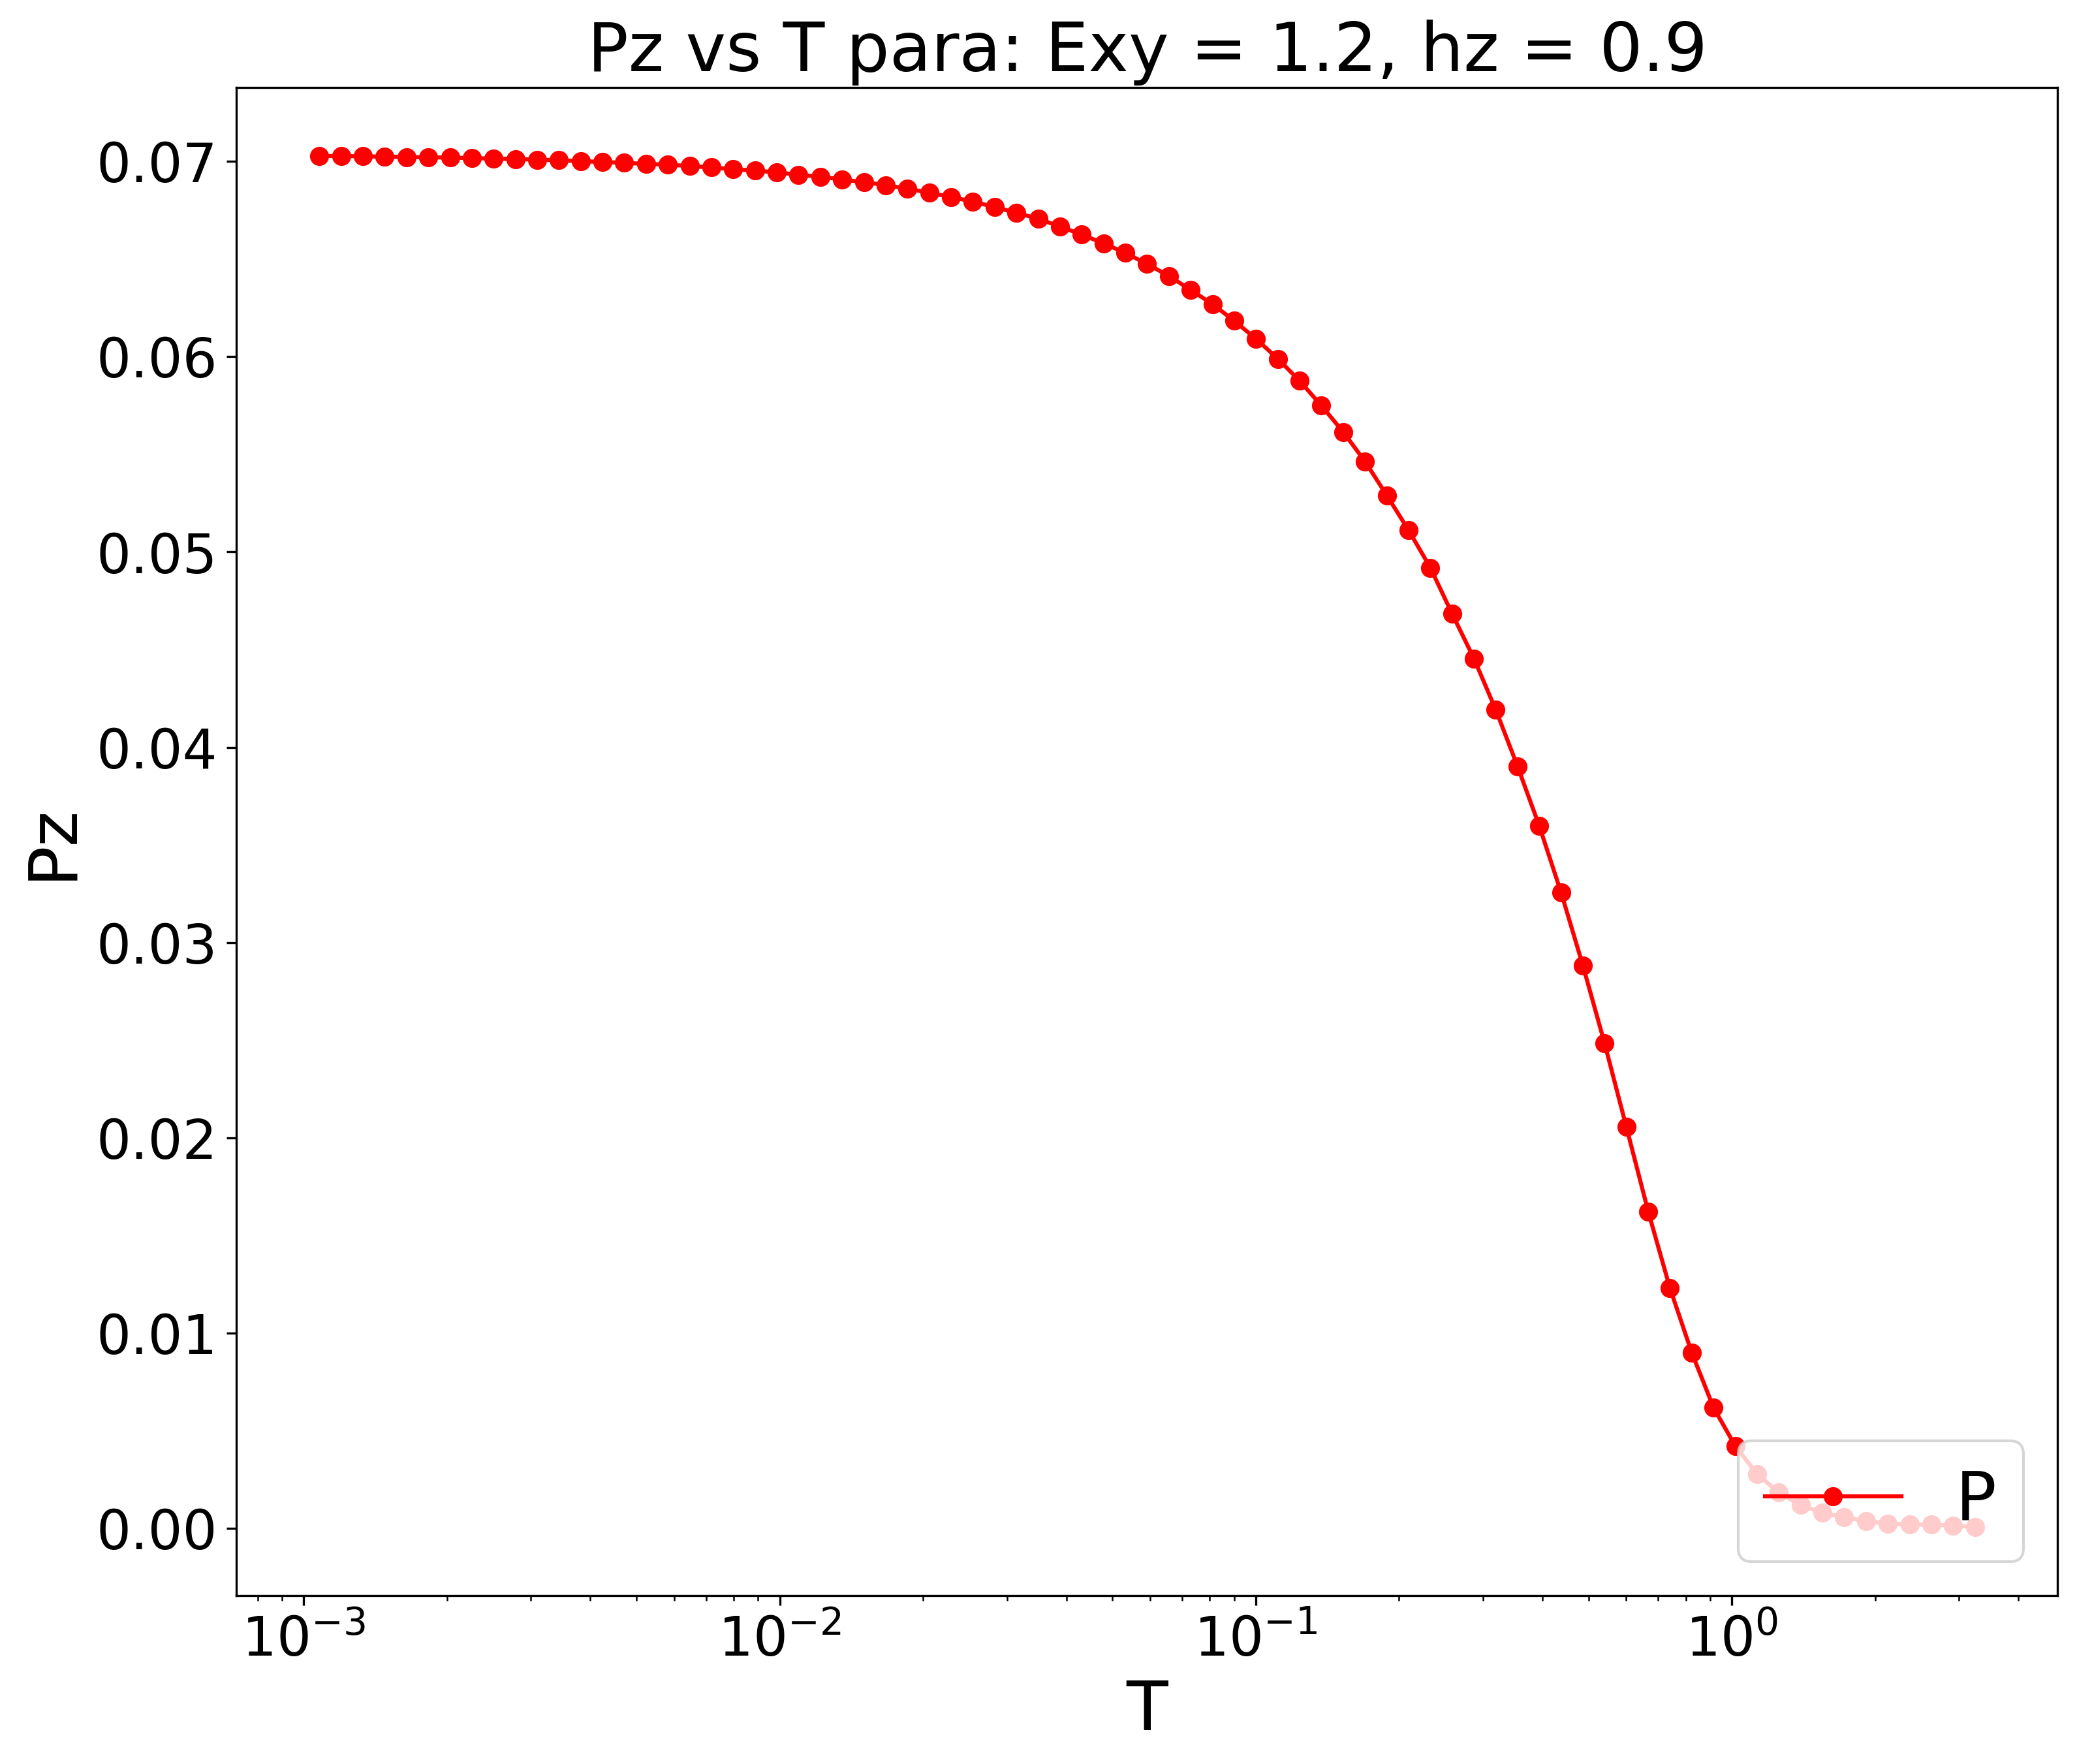 Pz vs T para: Exy = 1.2, hz = 0.9
0.07
0.06
0.05
0.04
0.03
0.02
0.01
0.00
Pz
P
10⁻³ 10⁻² 10⁻¹ 10⁰
T